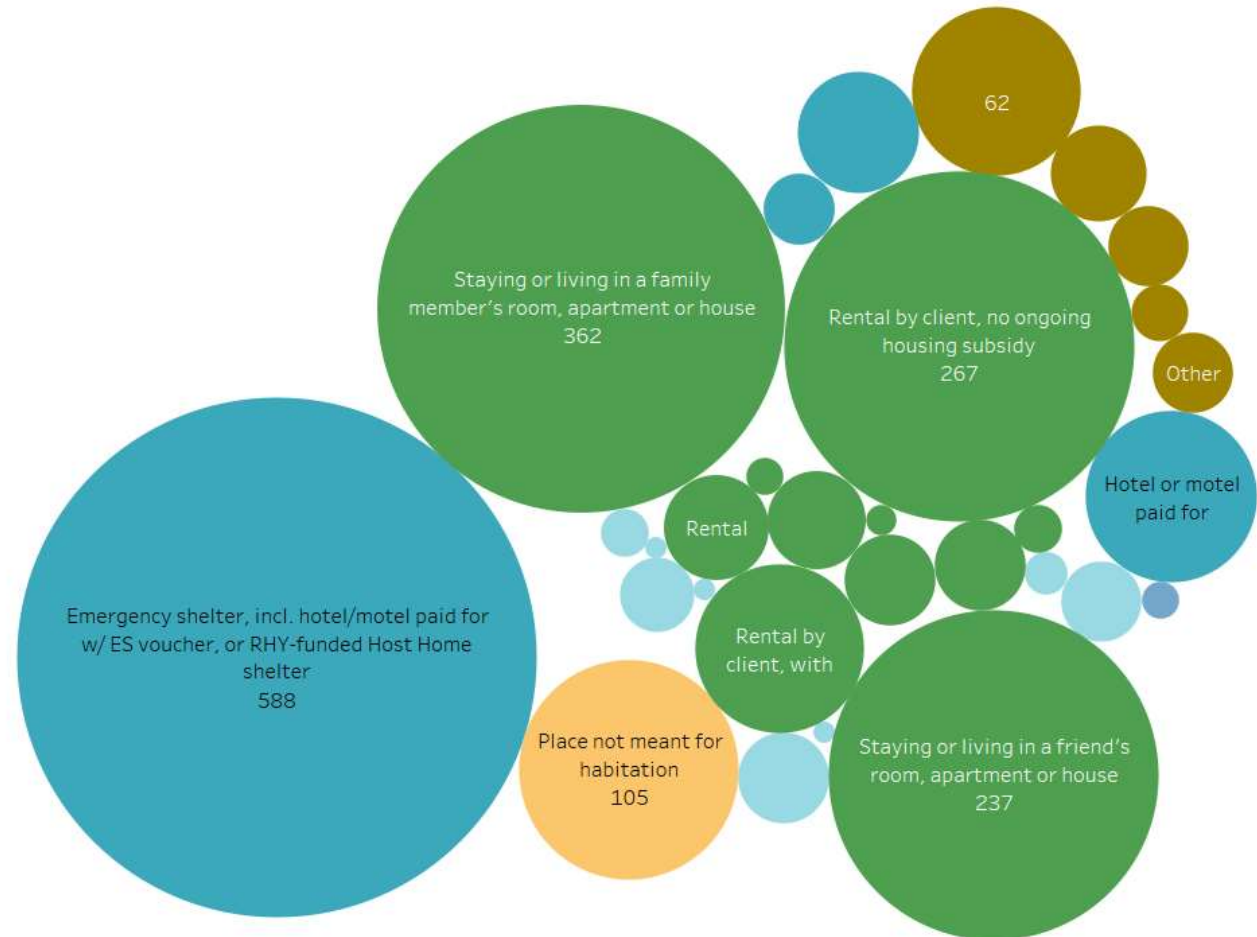 62
Staying or living in a family
member's room, apartment or house
362
Rental by client, no ongoing
housing subsidy
267
Other
Hotel or motel
paid for
Rental
Emergency shelter, incl. hotel/motel paid for
w/ ES voucher, or RHY-funded Host Home
shelter
588
Rental by
client, with
Place not meant for
habitation
105
Staying or living in a friend's
room, apartment or house
237